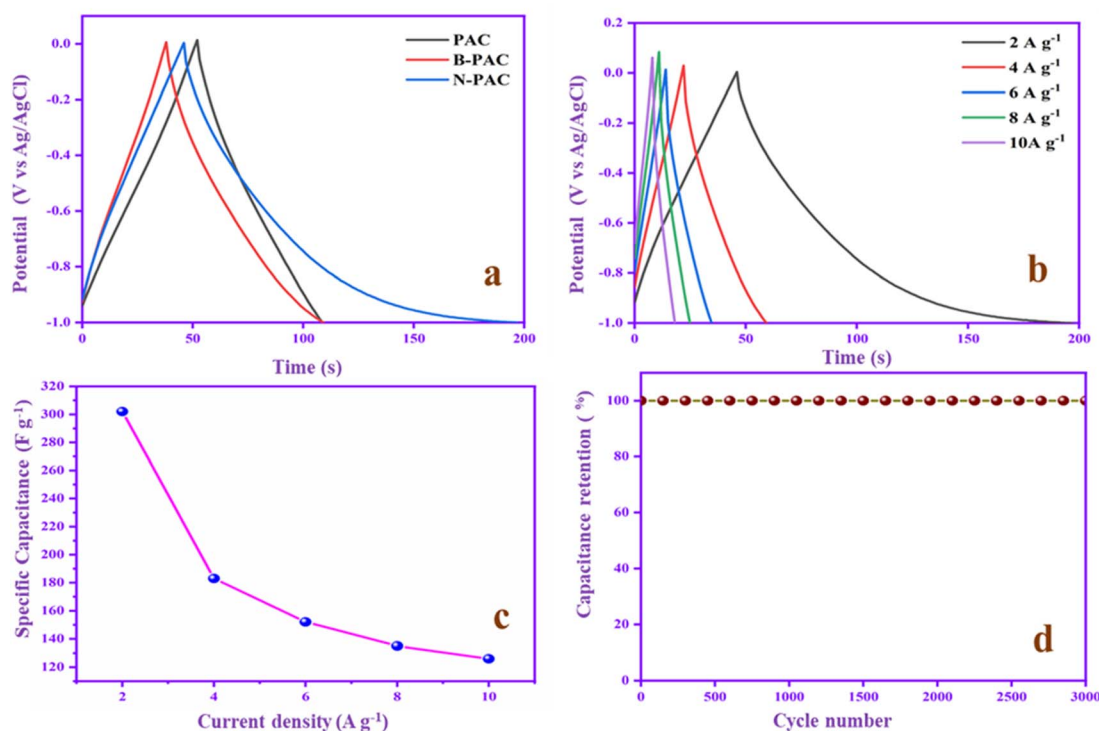 0.0
-0.2
-0.4
-0.6
-0.8
-1.0
Potential (V vs Ag/AgCl)
PAC
B-PAC
N-PAC
a
0 50 100 150 200
Time (s)
0.2
0.0
-0.2
-0.4
-0.6
-0.8
-1.0
Potential (V vs Ag/AgCl)
2 A g-1
4 A g-1
6 A g-1
8 A g-1
10A g-1
b
0 50 100 150 200
Time (s)
320
300
280
260
240
220
200
180
160
140
120
Specific Capacitance (F g-1)
c
2 4 6 8 10
Current density (A g-1)
100
80
60
40
20
0
Capacitance retention ( %)
d
0 500 1000 1500 2000 2500 3000
Cycle number